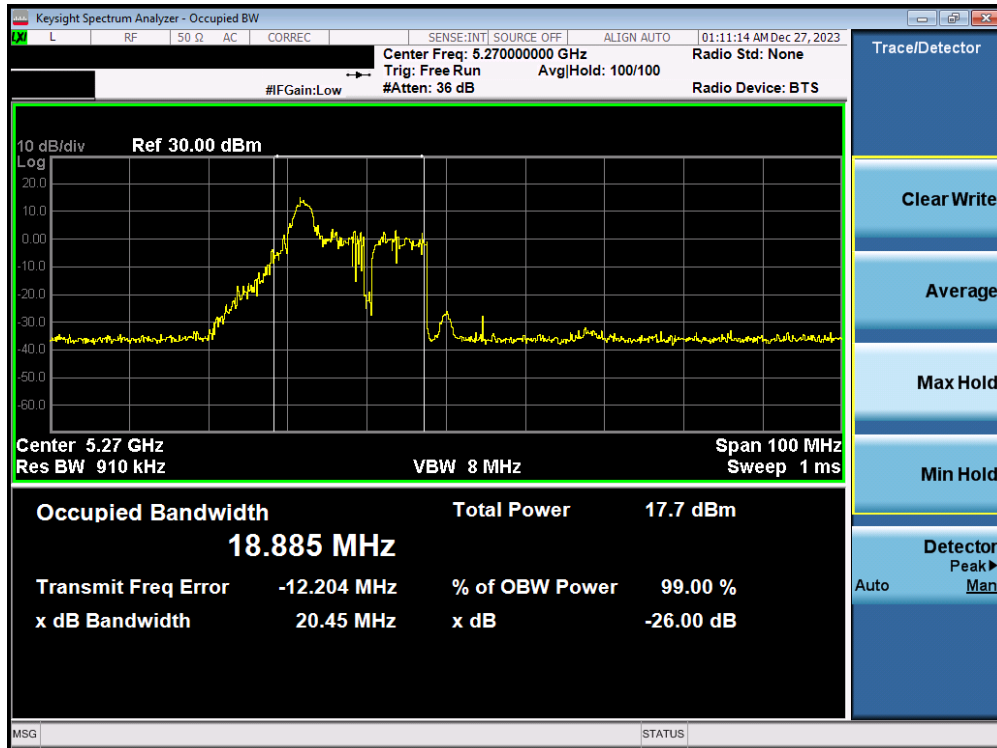 Keysight Spectrum Analyzer - Occupied BW
LXI L RF 50 Ω AC CORREC SENSE:INT SOURCE OFF ALIGN AUTO 01:11:14 AM Dec 27, 2023
Center Freq: 5.270000000 GHz Radio Std: None
Trig: Free Run Avg|Hold: 100/100
#IFGain:Low #Atten: 36 dB Radio Device: BTS
Trace/Detector
10 dB/div Ref 30.00 dBm
Log
20.0
10.0
0.00
-10.0
-20.0
-30.0
-40.0
-50.0
-60.0
Center 5.27 GHz Span 100 MHz
Res BW 910 kHz VBW 8 MHz Sweep 1 ms
Occupied Bandwidth Total Power 17.7 dBm
18.885 MHz
Transmit Freq Error -12.204 MHz % of OBW Power 99.00 %
x dB Bandwidth 20.45 MHz x dB -26.00 dB
Clear Write
Average
Max Hold
Min Hold
Detector
Peak▶
Auto Man
MSG STATUS